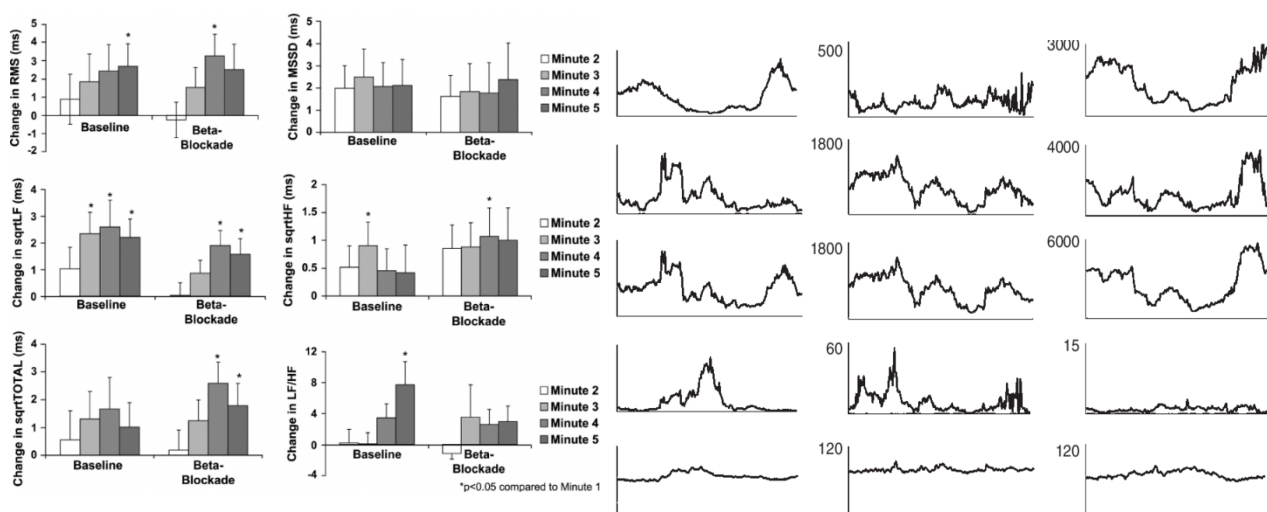 Change in RMS (ms)
5
4
3
2
1
0
-1
-2
*
*
Baseline
Beta-
Blockade
Change in MSSD (ms)
5
4
3
2
1
0
Baseline
Beta-
Blockade
Minute 2
Minute 3
Minute 4
Minute 5
Change in sqrtLF (ms)
4
3
2
1
0
*
*
*
*
*
Baseline
Beta-
Blockade
Change in sqrtHF (ms)
2
1.5
1
0.5
0
*
*
Baseline
Beta-
Blockade
Minute 2
Minute 3
Minute 4
Minute 5
Change in sqrTOTAL (ms)
4
3
2
1
0
*
*
Baseline
Beta-
Blockade
Change in LF/HF
12
8
4
0
-4
*
Baseline
Beta-
Blockade
Minute 2
Minute 3
Minute 4
Minute 5
*p<0.05 compared to Minute 1
500
3000
1800
4000
1800
6000
60
15
120
120